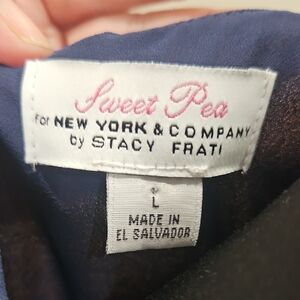 Sweet Pea
for NEW YORK & COMPANY
by STACY FRATI
L
MADE IN
EL SALVADOR